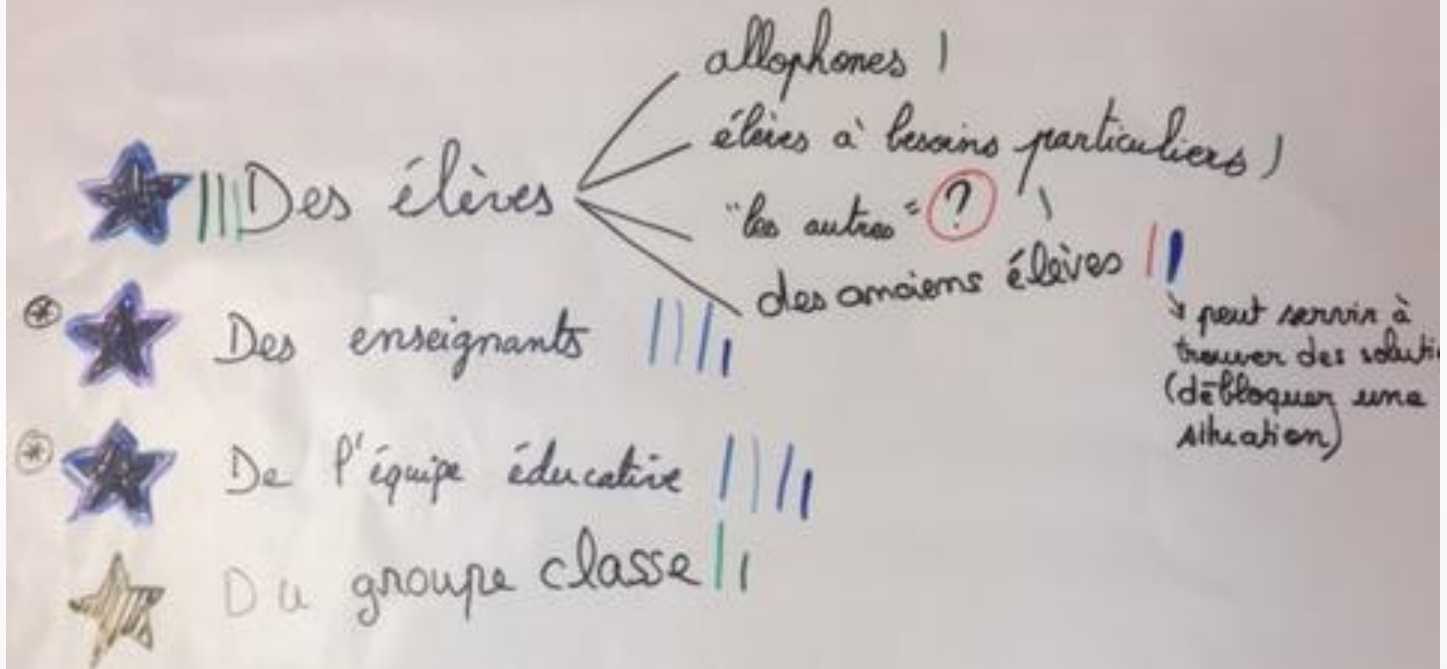 allophones
élèves à besoins particuliers
Des élèves
"les autres" ?
des anciens élèves
peut servir à
trouver des soluti
(débloquer une
situation)
Des enseignants
De l'équipe éducative
Du groupe classe